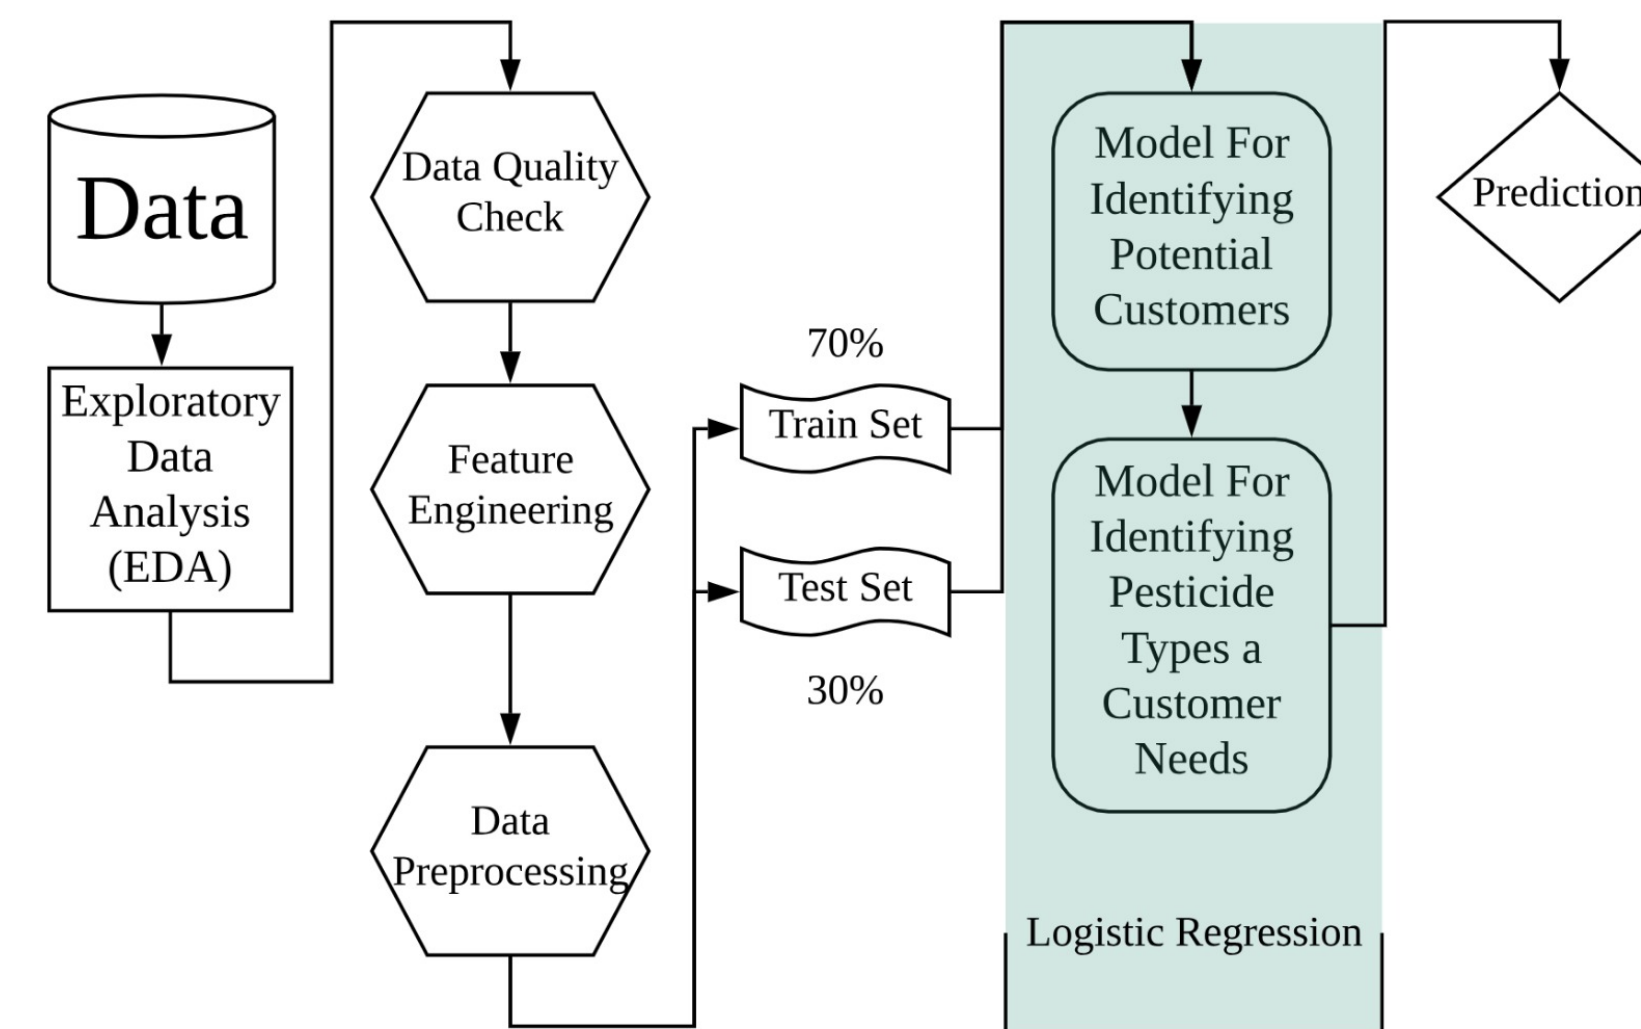 Data
Exploratory
Data
Analysis
(EDA)
Data Quality
Check
Feature
Engineering
Data
Preprocessing
70%
Train Set
Test Set
30%
Model For
Identifying
Potential
Customers
Model For
Identifying
Pesticide
Types a
Customer
Needs
Logistic Regression
Prediction